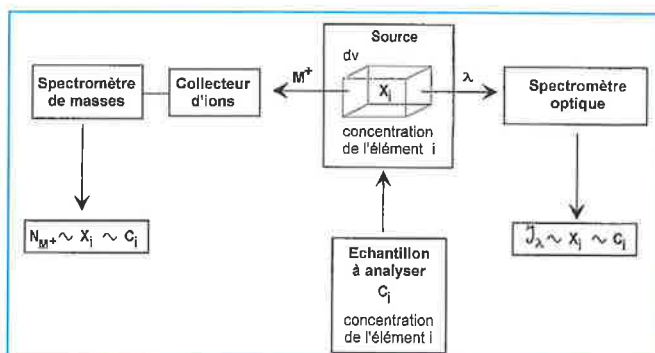 Source
dv
Spectromètre
de masses
Collecteur
d'ions
M⁺
Xᵢ
λ
Spectromètre
optique
concentration
de l'élément i
N_M⁺ ~ Xᵢ ~ Cᵢ
Echantillon
à analyser
Cᵢ
concentration
de l'élément i
J_λ ~ Xᵢ ~ Cᵢ